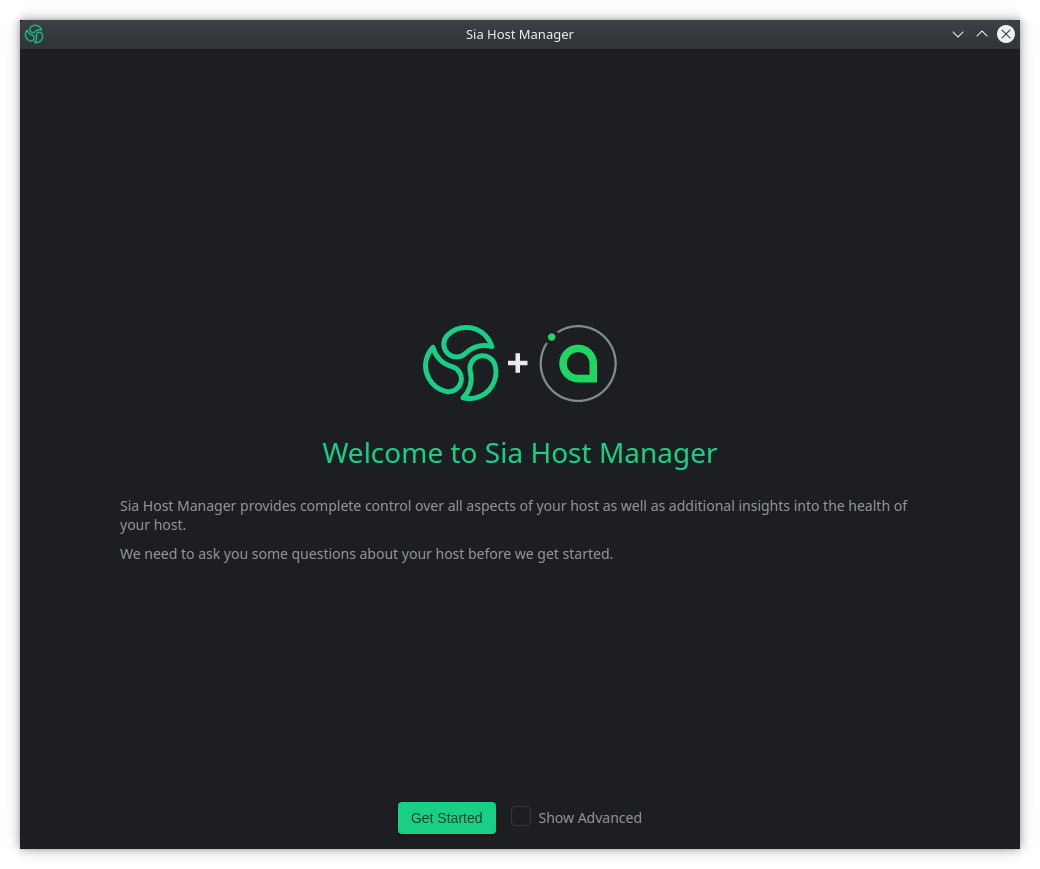 Sia Host Manager
Welcome to Sia Host Manager
Sia Host Manager provides complete control over all aspects of your host as well as additional insights into the health of
your host.
We need to ask you some questions about your host before we get started.
Get Started
Show Advanced